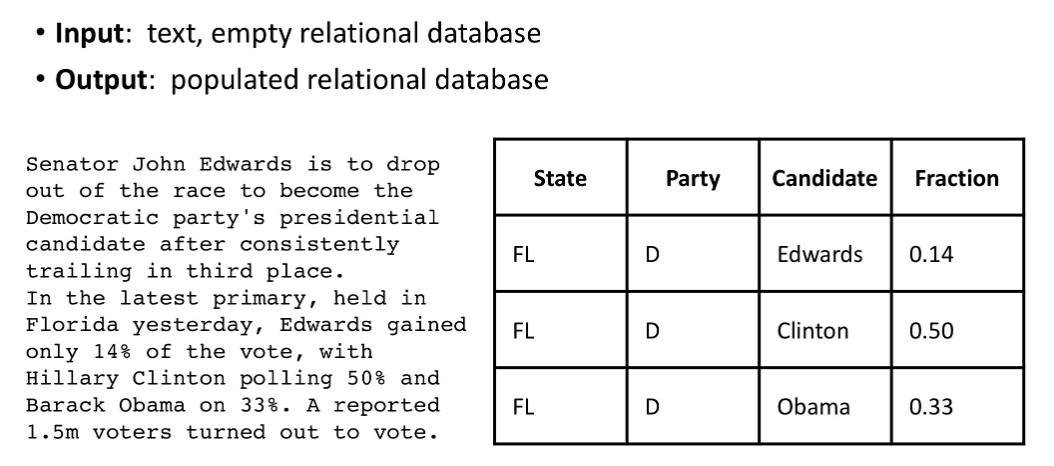 • Input: text, empty relational database
• Output: populated relational database
Senator John Edwards is to drop
out of the race to become the
Democratic party's presidential
candidate after consistently
trailing in third place.
In the latest primary, held in
Florida yesterday, Edwards gained
only 14% of the vote, with
Hillary Clinton polling 50% and
Barack Obama on 33%. A reported
1.5m voters turned out to vote.
State Party Candidate Fraction
FL D Edwards 0.14
FL D Clinton 0.50
FL D Obama 0.33